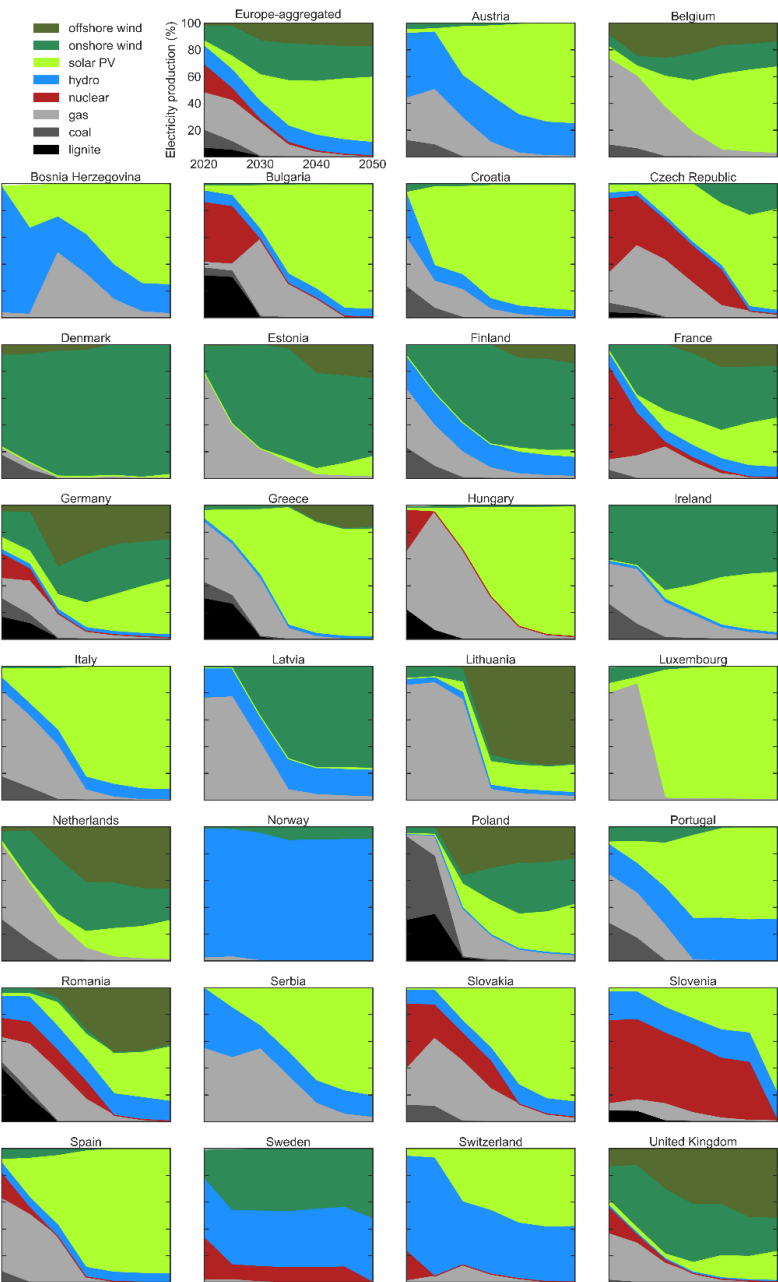 offshore wind
onshore wind
solar PV
hydro
nuclear
gas
coal
lignite
Electricity production (%)
Europe-aggregated
100
80
60
40
20
0
2020 2030 2040 2050
Austria
Belgium
Bosnia Herzegovina
Bulgaria
Croatia
Czech Republic
Denmark
Estonia
Finland
France
Germany
Greece
Hungary
Ireland
Italy
Latvia
Lithuania
Luxembourg
Netherlands
Norway
Poland
Portugal
Romania
Serbia
Slovakia
Slovenia
Spain
Sweden
Switzerland
United Kingdom